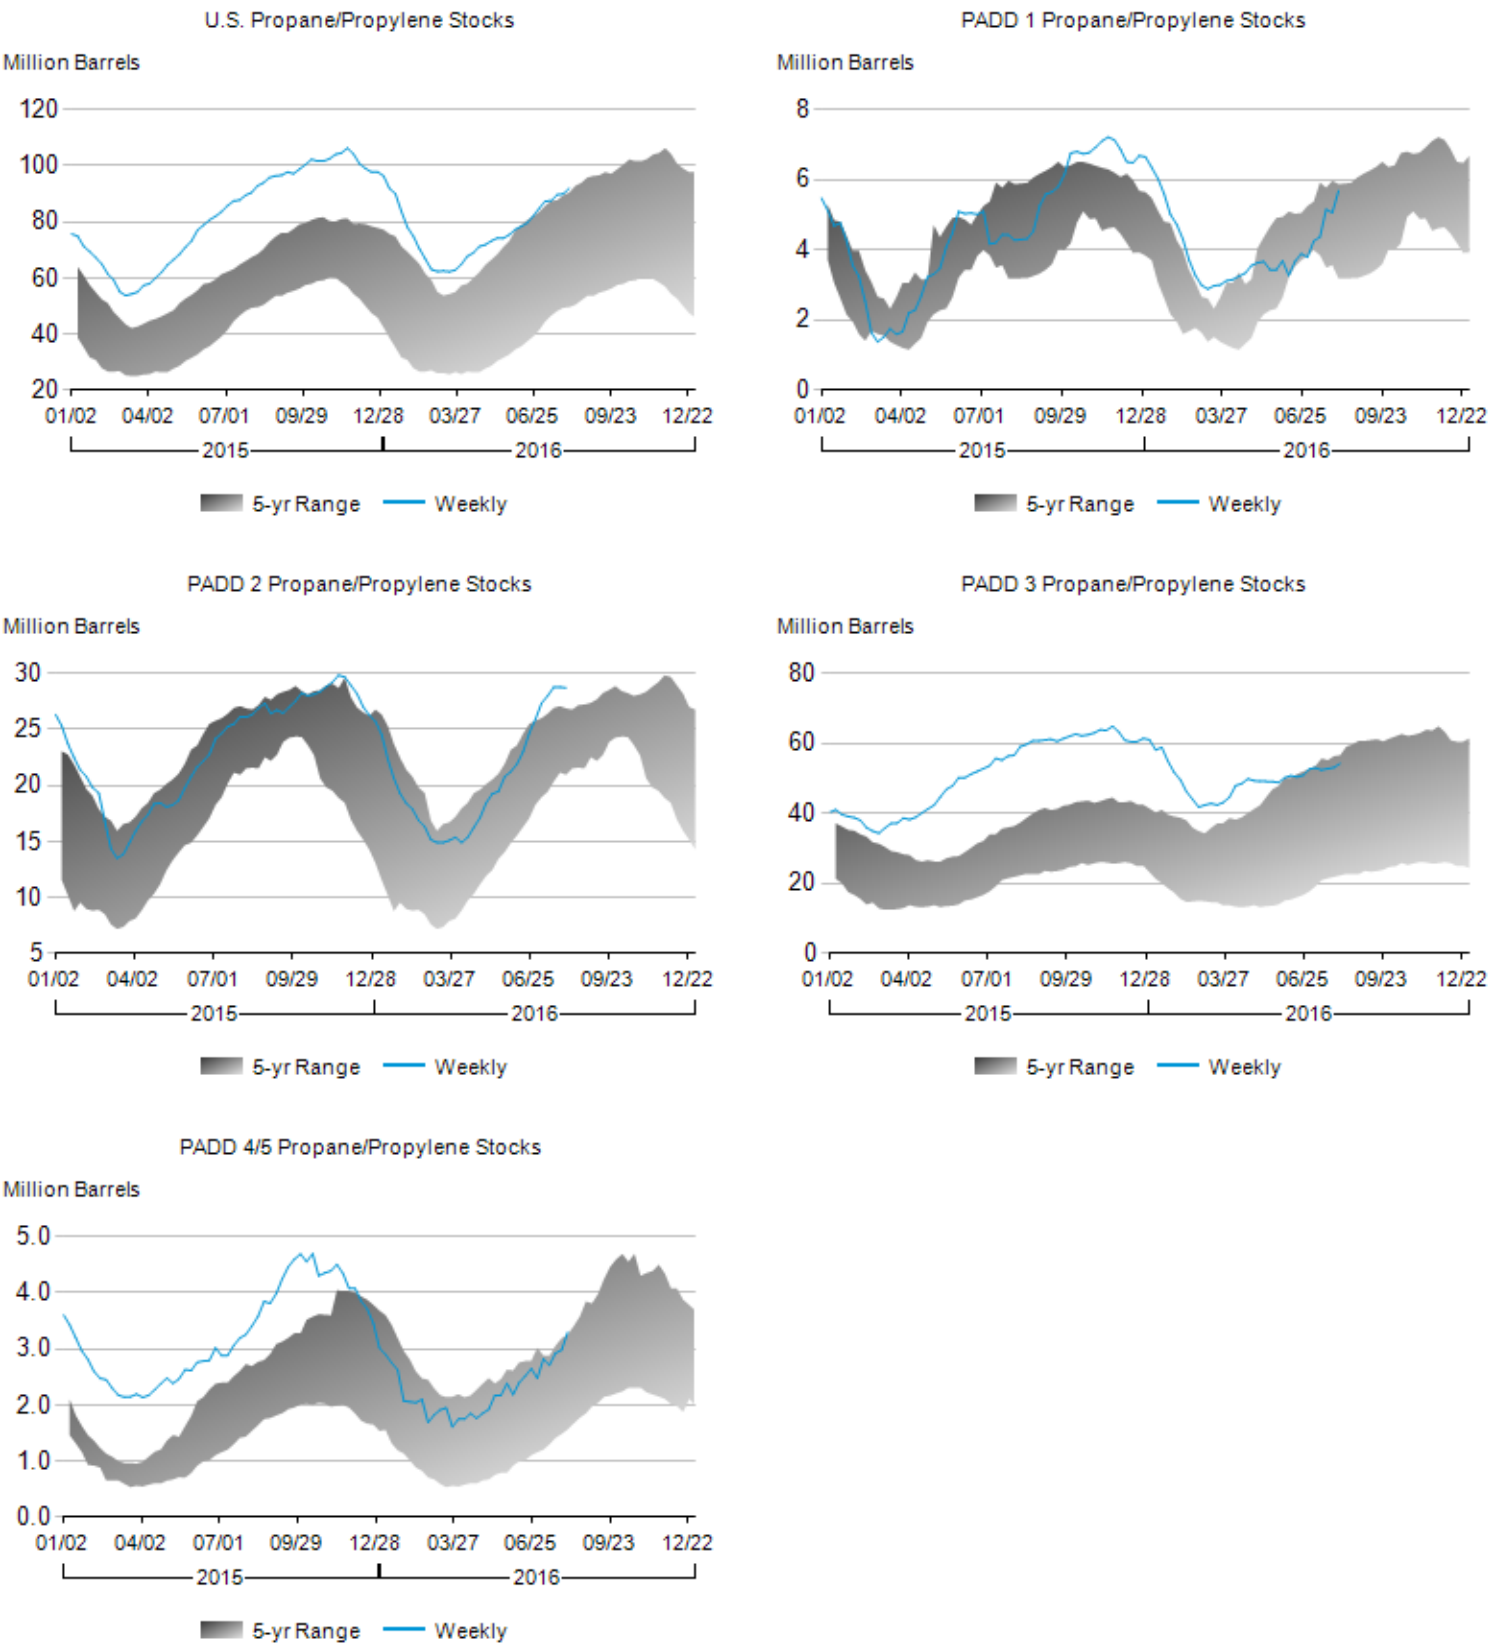 U.S. Propane/Propylene Stocks
Million Barrels
120
100
80
60
40
20
01/02 04/02 07/01 09/29 12/28 03/27 06/25 09/23 12/22
2015 2016
5-yr Range Weekly
PADD 1 Propane/Propylene Stocks
Million Barrels
8
6
4
2
0
01/02 04/02 07/01 09/29 12/28 03/27 06/25 09/23 12/22
2015 2016
5-yr Range Weekly
PADD 2 Propane/Propylene Stocks
Million Barrels
30
25
20
15
10
5
01/02 04/02 07/01 09/29 12/28 03/27 06/25 09/23 12/22
2015 2016
5-yr Range Weekly
PADD 3 Propane/Propylene Stocks
Million Barrels
80
60
40
20
0
01/02 04/02 07/01 09/29 12/28 03/27 06/25 09/23 12/22
2015 2016
5-yr Range Weekly
PADD 4/5 Propane/Propylene Stocks
Million Barrels
5.0
4.0
3.0
2.0
1.0
0.0
01/02 04/02 07/01 09/29 12/28 03/27 06/25 09/23 12/22
2015 2016
5-yr Range Weekly